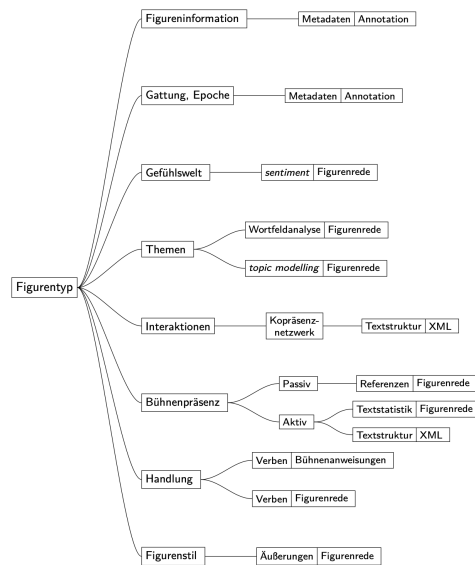 Figureninformation
Metadaten Annotation
Gattung, Epoche
Metadaten Annotation
Gefühlswelt
sentiment Figurenrede
Wortfeldanalyse Figurenrede
Themen
topic modelling Figurenrede
Figurentyp
Interaktionen
Kopräsenz-
netzwerk
Textstruktur XML
Passiv
Referenzen Figurenrede
Bühnenpräsenz
Textstatistik Figurenrede
Aktiv
Textstruktur XML
Verben Bühnenanweisungen
Handlung
Verben Figurenrede
Figurenstil
Äußerungen Figurenrede